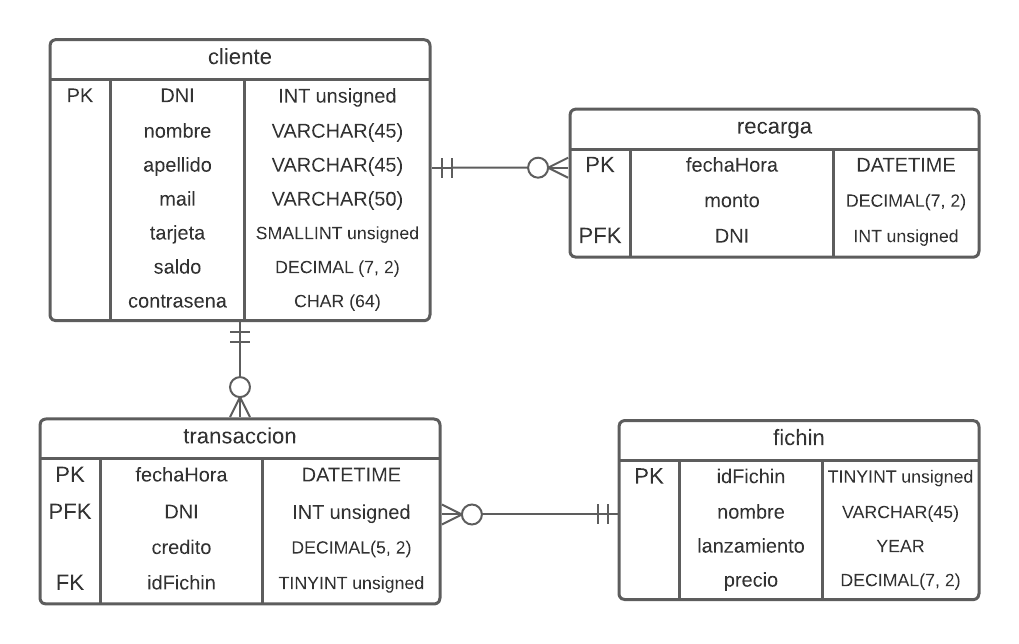 cliente
PK DNI INT unsigned
nombre VARCHAR(45)
apellido VARCHAR(45)
mail VARCHAR(50)
tarjeta SMALLINT unsigned
saldo DECIMAL (7, 2)
contrasena CHAR (64)
recarga
PK fechaHora DATETIME
monto DECIMAL(7, 2)
PFK DNI INT unsigned
transaccion
PK fechaHora DATETIME
PFK DNI INT unsigned
credito DECIMAL(5, 2)
FK idFichin TINYINT unsigned
fichin
PK idFichin TINYINT unsigned
nombre VARCHAR(45)
lanzamiento YEAR
precio DECIMAL(7, 2)